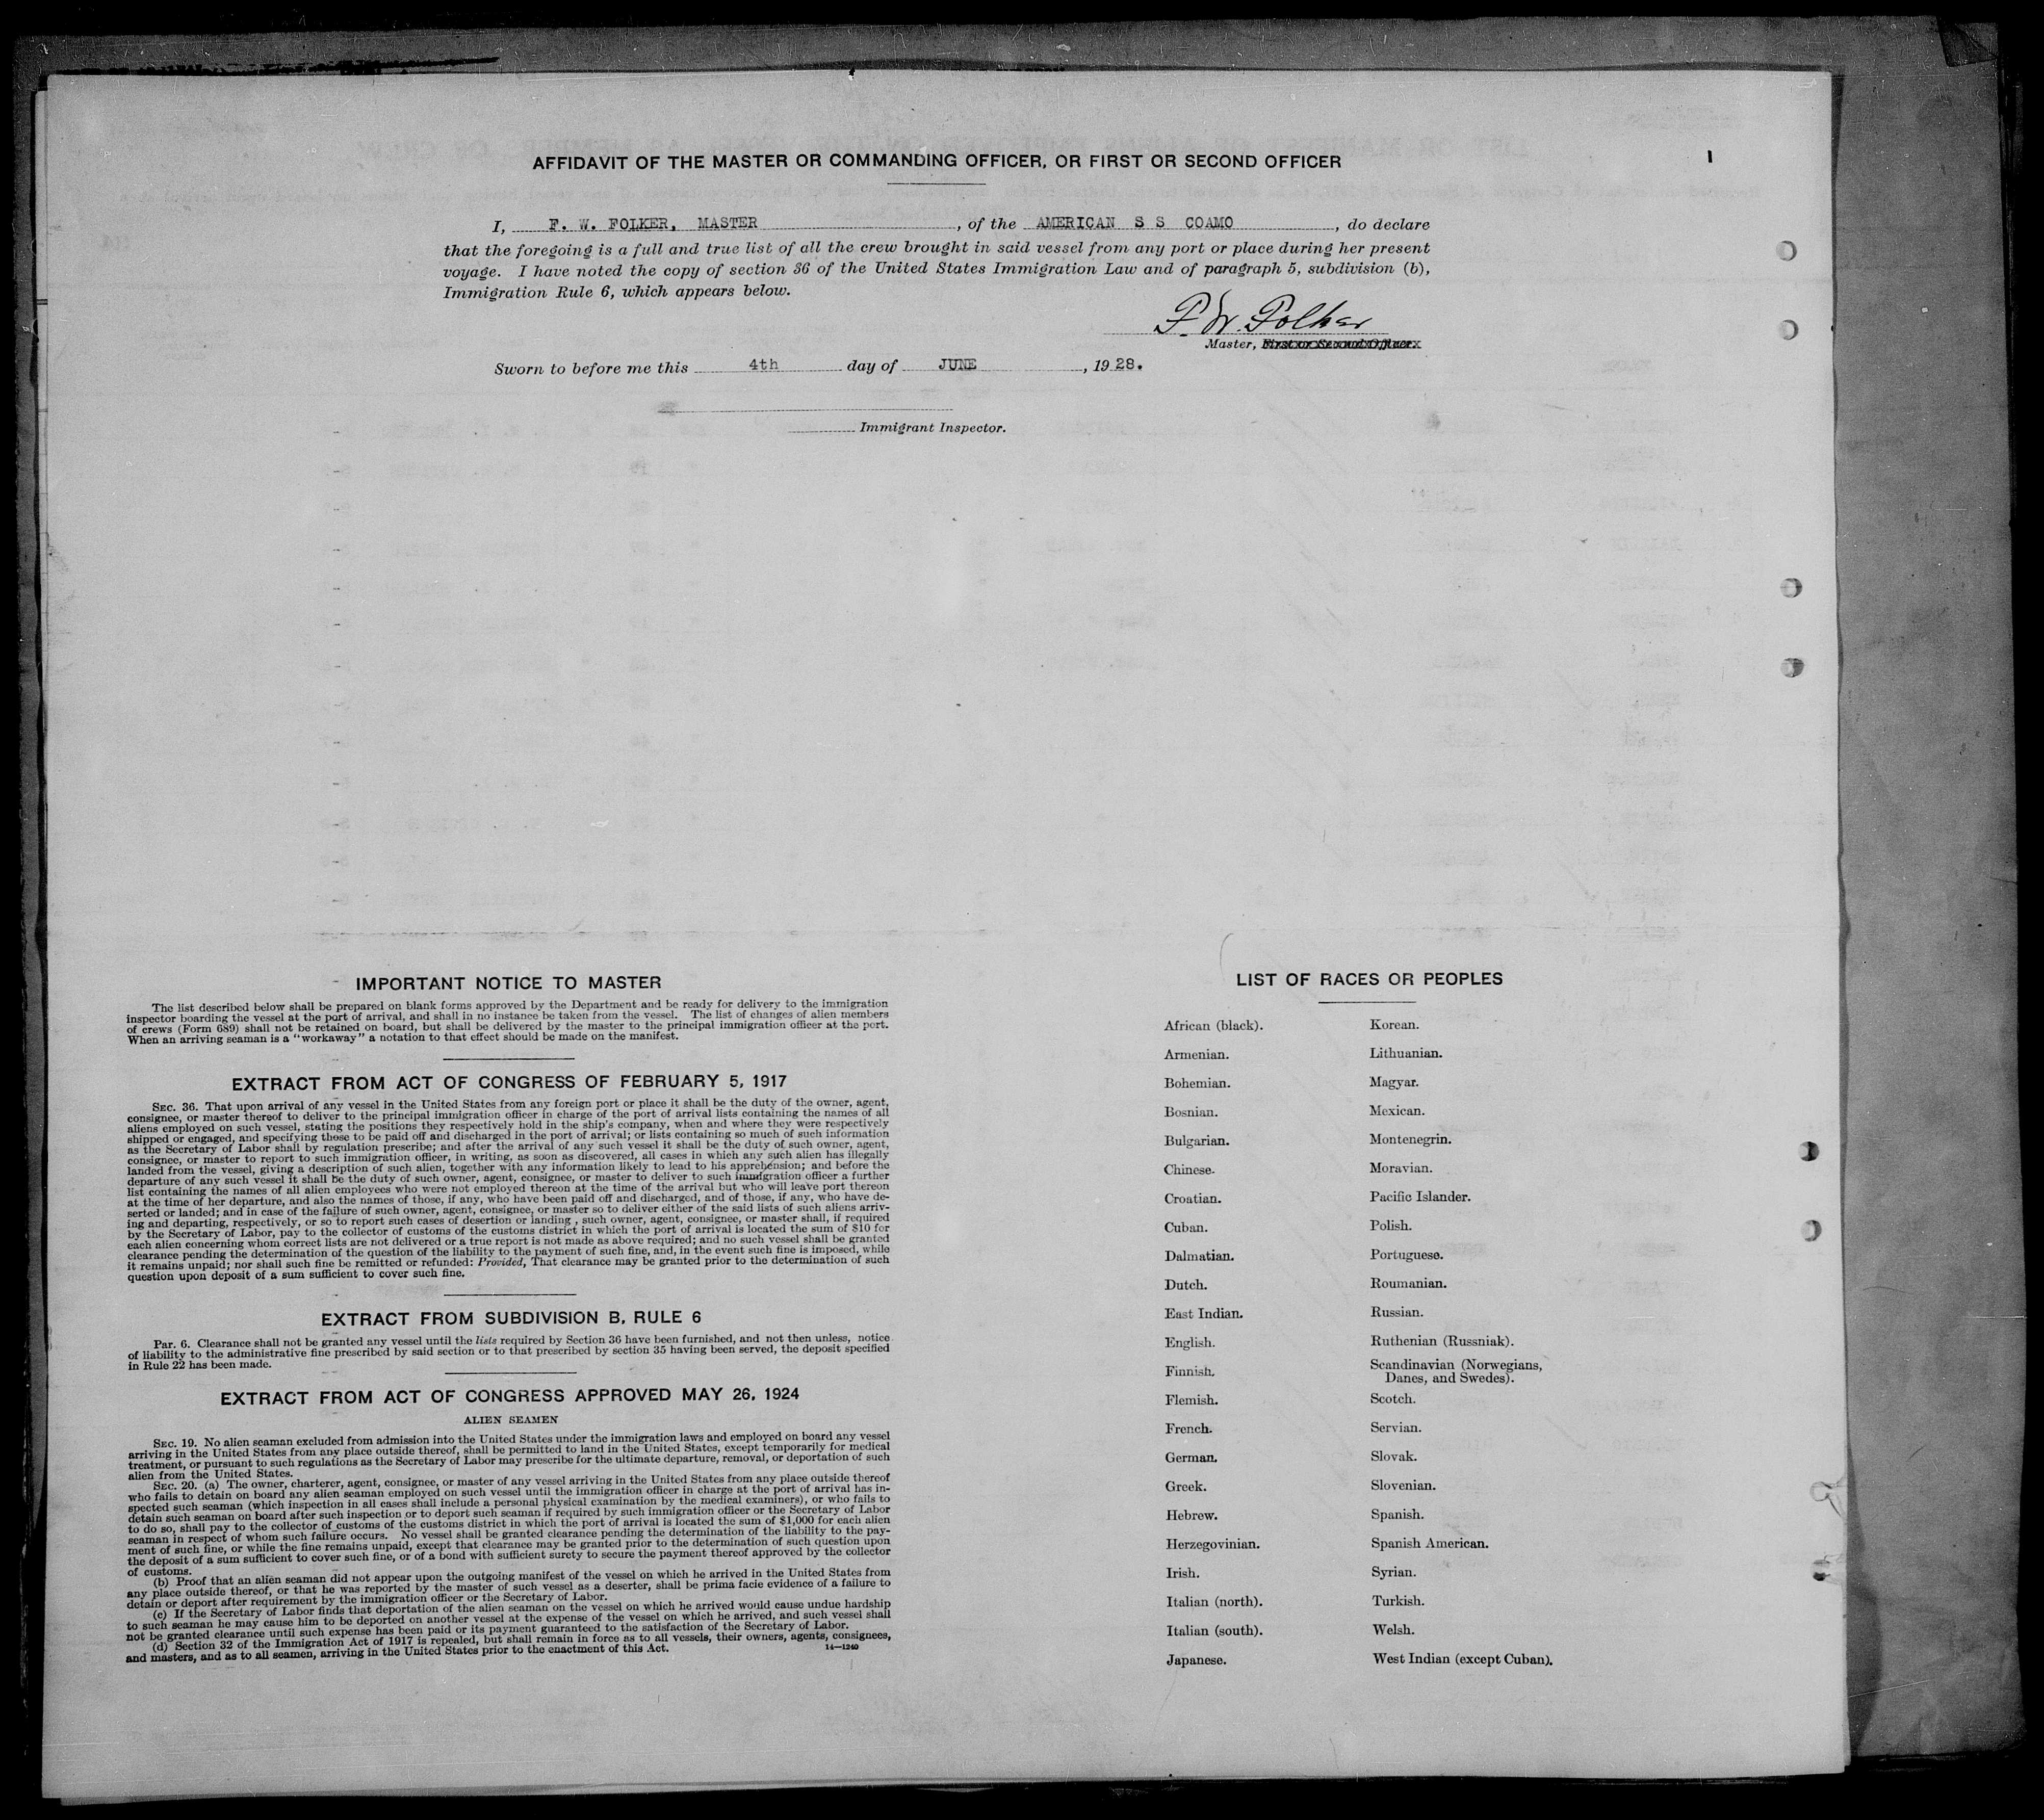 AFFIDAVIT OF THE MASTER OR COMMANDING OFFICER, OR FIRST OR SECOND OFFICER
I, F. W. FOLKER, MASTER, of the AMERICAN S S COAMO, do declare
that the foregoing is a full and true list of all the crew brought in said vessel from any port or place during her present
voyage. I have noted the copy of section 36 of the United States Immigration Law and of paragraph 5, subdivision (b),
Immigration Rule 6, which appears below.
F. W. Folker
Master, First or Second Officer.
Sworn to before me this 4th day of JUNE, 1928.
Immigrant Inspector.
IMPORTANT NOTICE TO MASTER
The list described below shall be prepared on blank forms approved by the Department and be ready for delivery to the immigration
inspector boarding the vessel at the port of arrival, and shall in no instance be taken from the vessel. The list of changes of alien members
of crews (Form 689) shall not be retained on board, but shall be delivered by the master to the principal immigration officer at the port.
When an arriving seaman is a "workaway" a notation to that effect should be made on the manifest.
EXTRACT FROM ACT OF CONGRESS OF FEBRUARY 5, 1917
SEC. 36. That upon arrival of any vessel in the United States from any foreign port or place it shall be the duty of the owner, agent,
consignee, or master thereof to deliver to the principal immigration officer in charge of the port of arrival lists containing the names of all
aliens employed on such vessel, stating the positions they respectively hold in the ship's company, when and where they were respectively
shipped or engaged, and specifying those to be paid off and discharged in the port of arrival; or lists containing so much of such information
as the Secretary of Labor shall by regulation prescribe; and after the arrival of any such vessel it shall be the duty of such owner, agent,
consignee, or master to report to such immigration officer, in writing, as soon as discovered, all cases in which any such alien has illegally
landed from the vessel, giving a description of such alien, together with any information likely to lead to his apprehension; and before the
departure of any such vessel it shall be the duty of such owner, agent, consignee, or master to deliver to such immigration officer a further
list containing the names of all alien employees who were not employed thereon at the time of the arrival but who will leave port thereon
at the time of her departure, and also the names of those, if any, who have been paid off and discharged, and of those, if any, who have de-
serted or landed; and in case of the failure of such owner, agent, consignee, or master so to deliver either of the said lists of such aliens arriv-
ing and departing, respectively, or so to report such cases of desertion or landing , such owner, agent, consignee, or master shall, if required
by the Secretary of Labor, pay to the collector of customs of the customs district in which the port of arrival is located the sum of $10 for
each alien concerning whom correct lists are not delivered or a true report is not made as above required; and no such vessel shall be granted
clearance pending the determination of the question of the liability to the payment of such fine, and, in the event such fine is imposed, while
it remains unpaid; nor shall such fine be remitted or refunded: Provided, That clearance may be granted prior to the determination of such
question upon deposit of a sum sufficient to cover such fine.
EXTRACT FROM SUBDIVISION B, RULE 6
Par. 6. Clearance shall not be granted any vessel until the lists required by Section 36 have been furnished, and not then unless, notice
of liability to the administrative fine prescribed by said section or to that prescribed by section 35 having been served, the deposit specified
in Rule 22 has been made.
EXTRACT FROM ACT OF CONGRESS APPROVED MAY 26, 1924
ALIEN SEAMEN
SEC. 19. No alien seaman excluded from admission into the United States under the immigration laws and employed on board any vessel
arriving in the United States from any place outside thereof, shall be permitted to land in the United States, except temporarily for medical
treatment, or pursuant to such regulations as the Secretary of Labor may prescribe for the ultimate departure, removal, or deportation of such
alien from the United States.
SEC. 20. (a) The owner, charterer, agent, consignee, or master of any vessel arriving in the United States from any place outside thereof
who fails to detain on board any alien seaman employed on such vessel until the immigration officer in charge at the port of arrival has in-
spected such seaman (which inspection in all cases shall include a personal physical examination by the medical examiners), or who fails to
detain such seaman on board after such inspection or to deport such seaman if required by such immigration officer or the Secretary of Labor
to do so, shall pay to the collector of customs of the customs district in which the port of arrival is located the sum of $1,000 for each alien
seaman in respect of whom such failure occurs. No vessel shall be granted clearance pending the determination of the liability to the pay-
ment of such fine, or while the fine remains unpaid, except that clearance may be granted prior to the determination of such question upon
the deposit of a sum sufficient to cover such fine, or of a bond with sufficient surety to secure the payment thereof approved by the collector
of customs.
(b) Proof that an alien seaman did not appear upon the outgoing manifest of the vessel on which he arrived in the United States from
any place outside thereof, or that he was reported by the master of such vessel as a deserter, shall be prima facie evidence of a failure to
detain or deport after requirement by the immigration officer or the Secretary of Labor.
(c) If the Secretary of Labor finds that deportation of the alien seaman on the vessel on which he arrived would cause undue hardship
to such seaman he may cause him to be deported on another vessel at the expense of the vessel on which he arrived, and such vessel shall
not be granted clearance until such expense has been paid or its payment guaranteed to the satisfaction of the Secretary of Labor.
(d) Section 32 of the Immigration Act of 1917 is repealed, but shall remain in force as to all vessels, their owners, agents, consignees,
and masters, and as to all seamen, arriving in the United States prior to the enactment of this Act.
14—1240
LIST OF RACES OR PEOPLES
African (black).
Armenian.
Bohemian.
Bosnian.
Bulgarian.
Chinese.
Croatian.
Cuban.
Dalmatian.
Dutch.
East Indian.
English.
Finnish.
Flemish.
French.
German.
Greek.
Hebrew.
Herzegovinian.
Irish.
Italian (north).
Italian (south).
Japanese.
Korean.
Lithuanian.
Magyar.
Mexican.
Montenegrin.
Moravian.
Pacific Islander.
Polish.
Portuguese.
Roumanian.
Russian.
Ruthenian (Russniak).
Scandinavian (Norwegians,
Danes, and Swedes).
Scotch.
Servian.
Slovak.
Slovenian.
Spanish.
Spanish American.
Syrian.
Turkish.
Welsh.
West Indian (except Cuban).